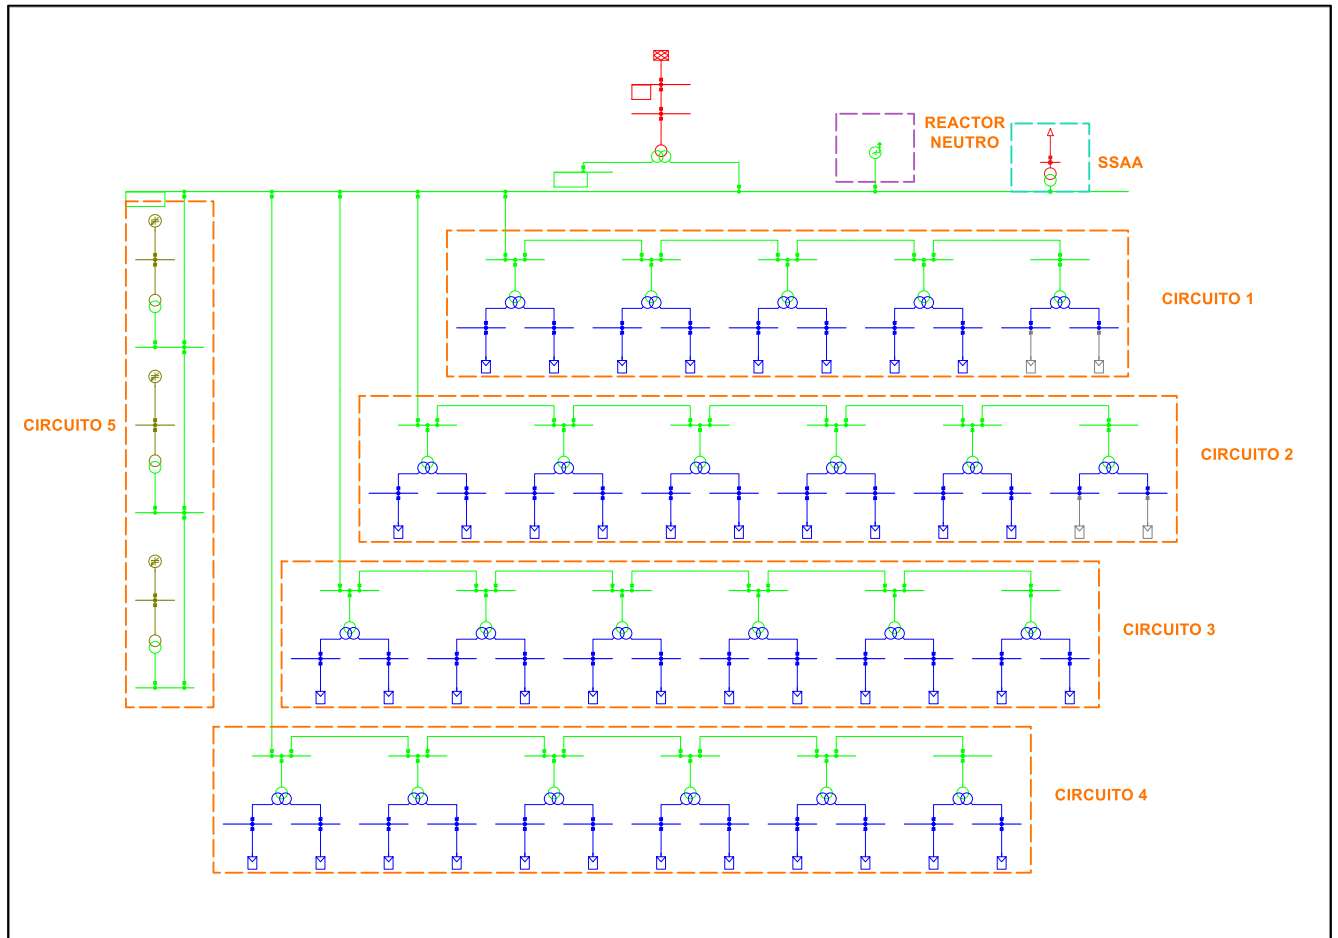 REACTOR
NEUTRO
SSAA
CIRCUITO 1
CIRCUITO 5
CIRCUITO 2
CIRCUITO 3
CIRCUITO 4